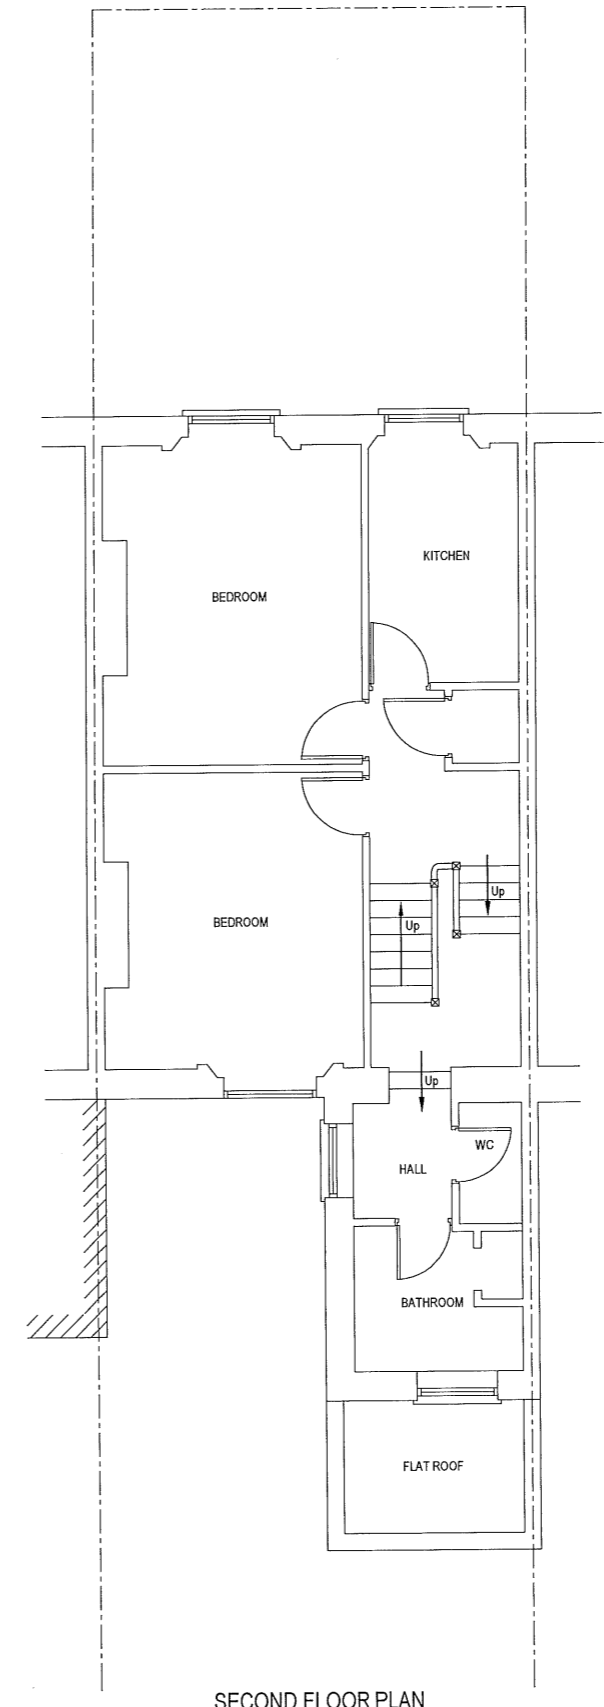 KITCHEN
BEDROOM
Up
Up
BEDROOM
Up
WC
HALL
BATHROOM
FLAT ROOF
SECOND FLOOR PLAN